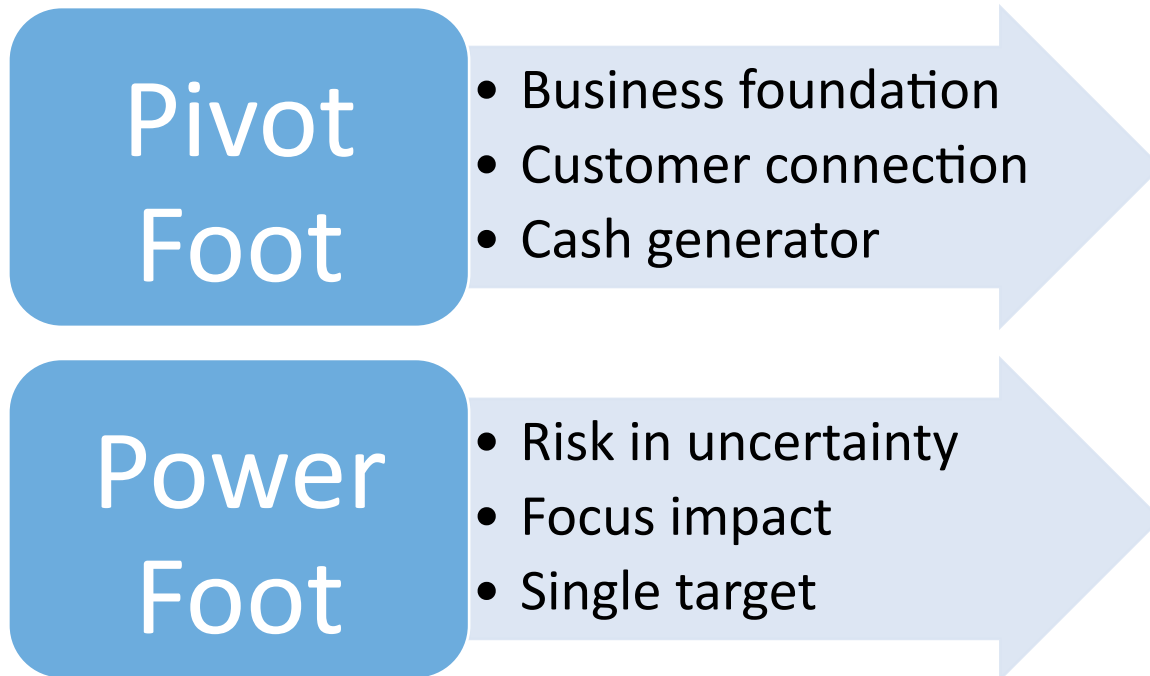 Pivot
Foot
• Business foundation
• Customer connection
• Cash generator
Power
Foot
• Risk in uncertainty
• Focus impact
• Single target